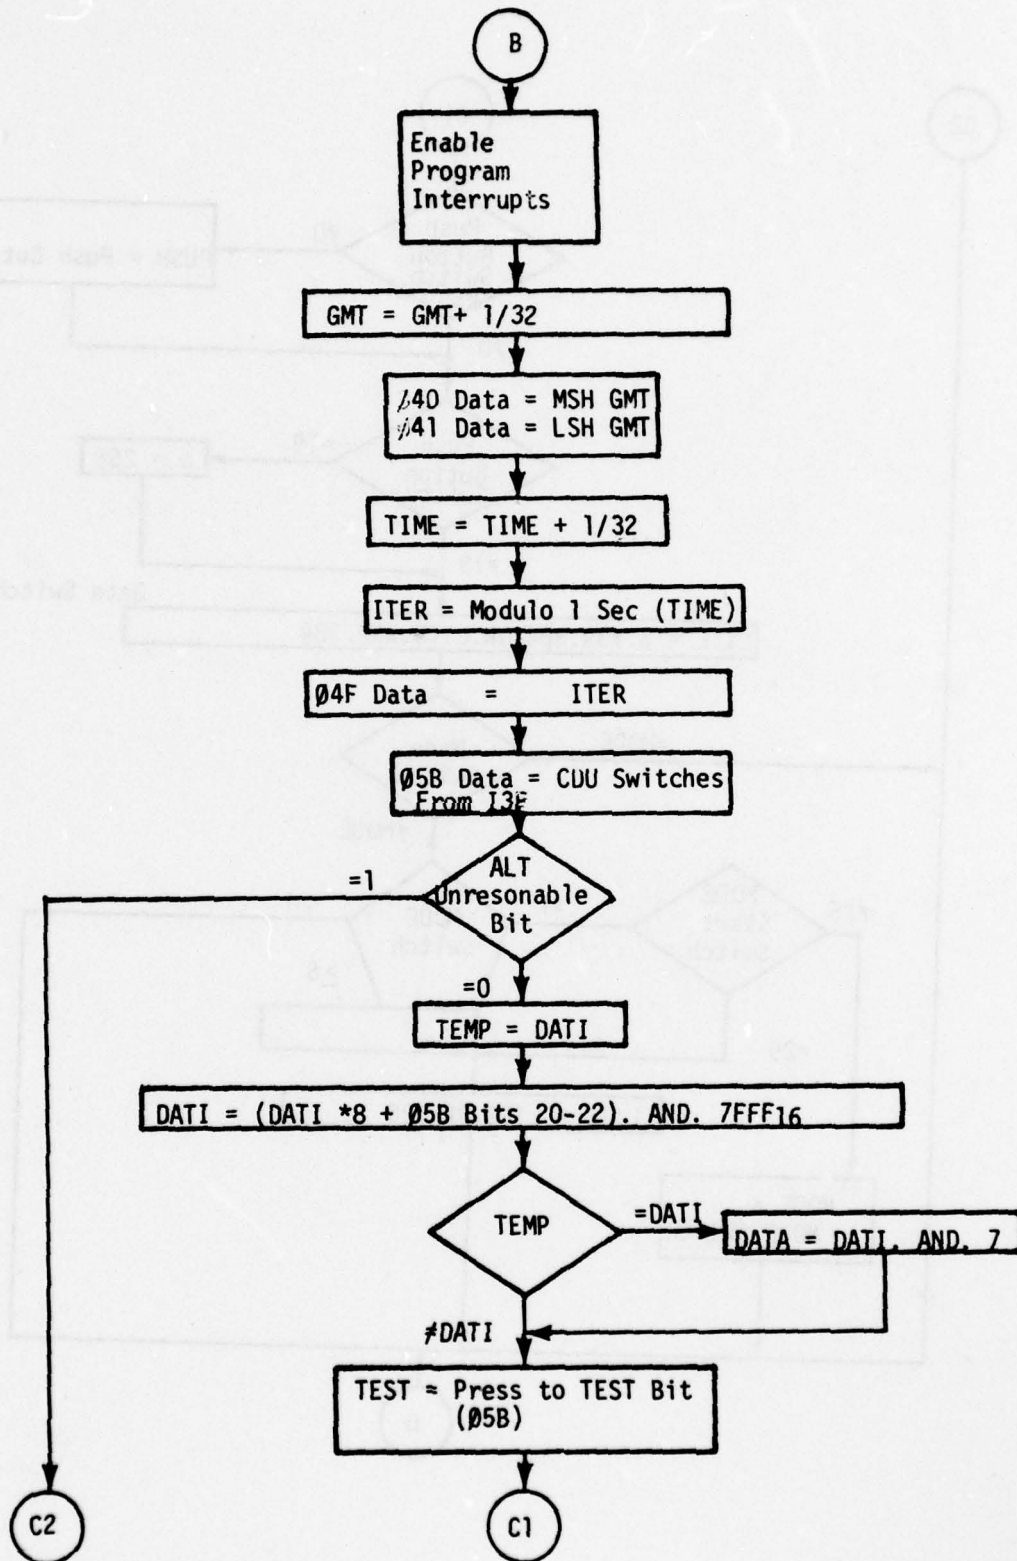 B
Enable
Program
Interrupts
GMT = GMT+ 1/32
Ø40 Data = MSH GMT
Ø41 Data = LSH GMT
TIME = TIME + 1/32
ITER = Modulo 1 Sec (TIME)
Ø4F Data = ITER
Ø5B Data = CDU Switches
From I3E
ALT
Unresonable
Bit
=1
=0
TEMP = DATI
DATI = (DATI *8 + Ø5B Bits 20-22). AND. 7FFF16
TEMP
=DATI
DATA = DATI. AND. 7
≠DATI
TEST = Press to TEST Bit
(Ø5B)
C2
C1